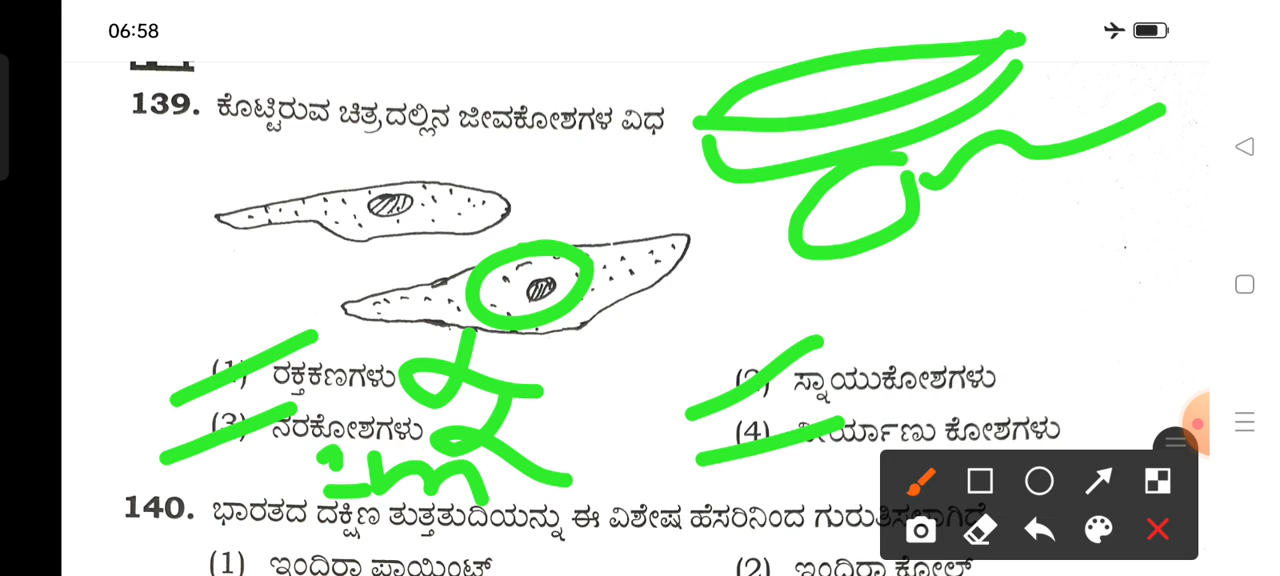 06:58
139. ಕೊಟ್ಟಿರುವ ಚಿತ್ರದಲ್ಲಿನ ಜೀವಕೋಶಗಳ ವಿಧ
(1) ರಕ್ತಕಣಗಳು (2) ಸ್ನಾಯುಕೋಶಗಳು
(3) ನರಕೋಶಗಳು (4) ವೀರ್ಯಾಣು ಕೋಶಗಳು
140. ಭಾರತದ ದಕ್ಷಿಣ ತುತ್ತತುದಿಯನ್ನು ಈ ವಿಶೇಷ ಹೆಸರಿನಿಂದ ಗುರುತಿಸಲಾಗಿದೆ
(1) ಇಂದಿರಾ ಪಾಯಿಂಟ್ (2) ಇಂದಿರಾ ಕೋಲ್